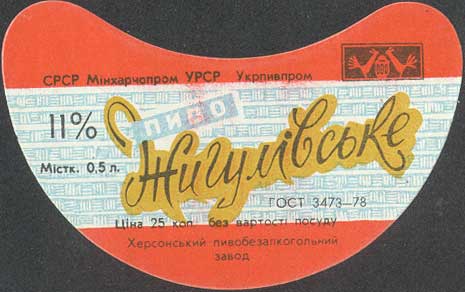 СРСР Мінхарчопром УРСР Укрпивпром
11% ПИВО
Жигулівське
Містк. 0,5 л.
ГОСТ 3473—78
Ціна 25 коп. без вартості посуду
Херсонський пивобезалкогольний
завод